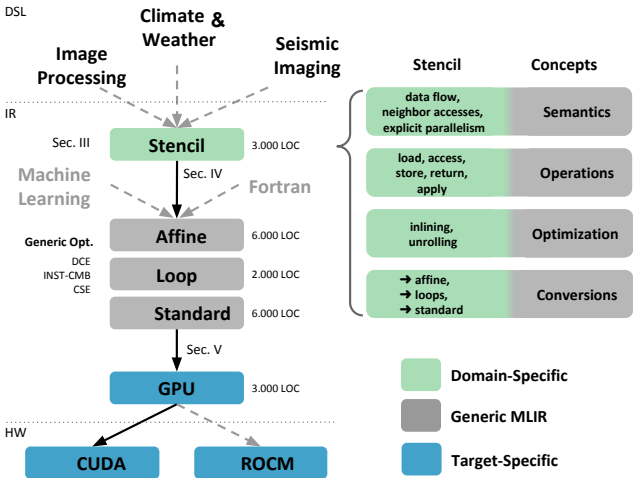 DSL
Climate &
Weather
Image
Processing
Seismic
Imaging
IR
Sec. III
Stencil
3.000 LOC
Sec. IV
Machine
Learning
Fortran
Generic Opt.
Affine
6.000 LOC
DCE
INST-CMB
CSE
Loop
2.000 LOC
Standard
6.000 LOC
Sec. V
GPU
3.000 LOC
HW
CUDA
ROCM
Stencil
Concepts
data flow,
neighbor accesses,
explicit parallelism
Semantics
load, access,
store, return,
apply
Operations
inlining,
unrolling
Optimization
➔ affine,
➔ loops,
➔ standard
Conversions
Domain-Specific
Generic MLIR
Target-Specific